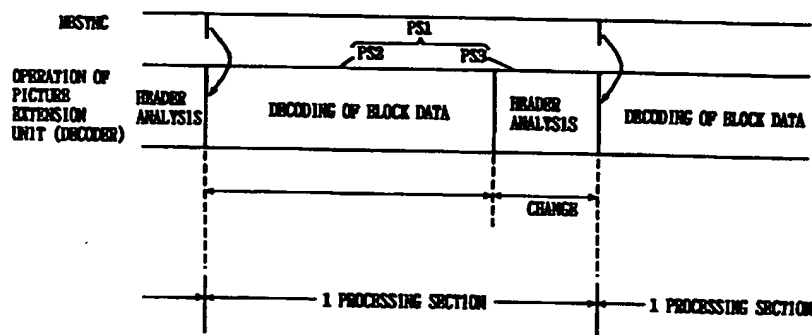 MBSYNC
PS1
PS2 PS3
OPERATION OF
PICTURE
EXTENSION
UNIT (DECODER)
HEADER
ANALYSIS
DECODING OF BLOCK DATA
HEADER
ANALYSIS
DECODING OF BLOCK DATA
CHANGE
1 PROCESSING SECTION
1 PROCESSING SECTION